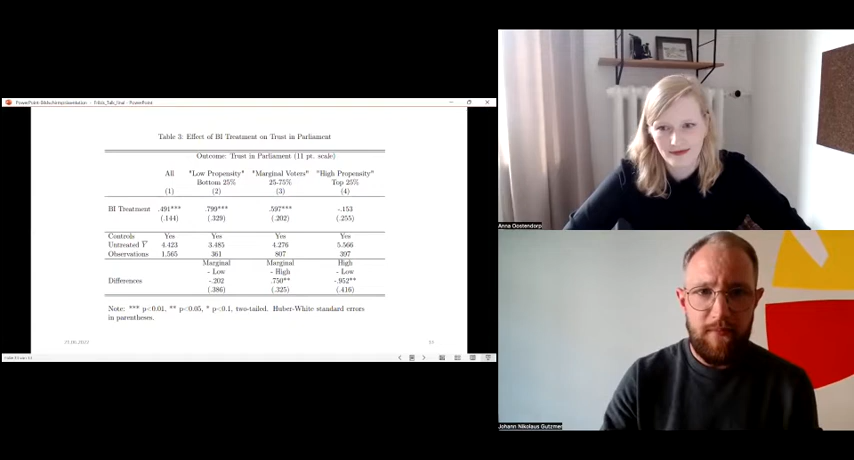 PowerPoint-Bildschirmpräsentation - Fribis_Talk_final - PowerPoint
Table 3: Effect of BI Treatment on Trust in Parliament
Outcome: Trust in Parliament (11 pt. scale)
All "Low Propensity" "Marginal Voters" "High Propensity"
Bottom 25% 25-75% Top 25%
(1) (2) (3) (4)
BI Treatment .491*** .799*** .597*** -.153
(.144) (.329) (.202) (.255)
Controls Yes Yes Yes Yes
Untreated Y̅ 4.423 3.485 4.276 5.566
Observations 1,565 361 807 397
Marginal Marginal High
- Low - High - Low
Differences -.202 .750** -.952**
(.386) (.325) (.416)
Note: *** p<0.01, ** p<0.05, * p<0.1, two-tailed. Huber-White standard errors
in parentheses.
Anna Oostendorp
Johann Nikolaus Gutzmer